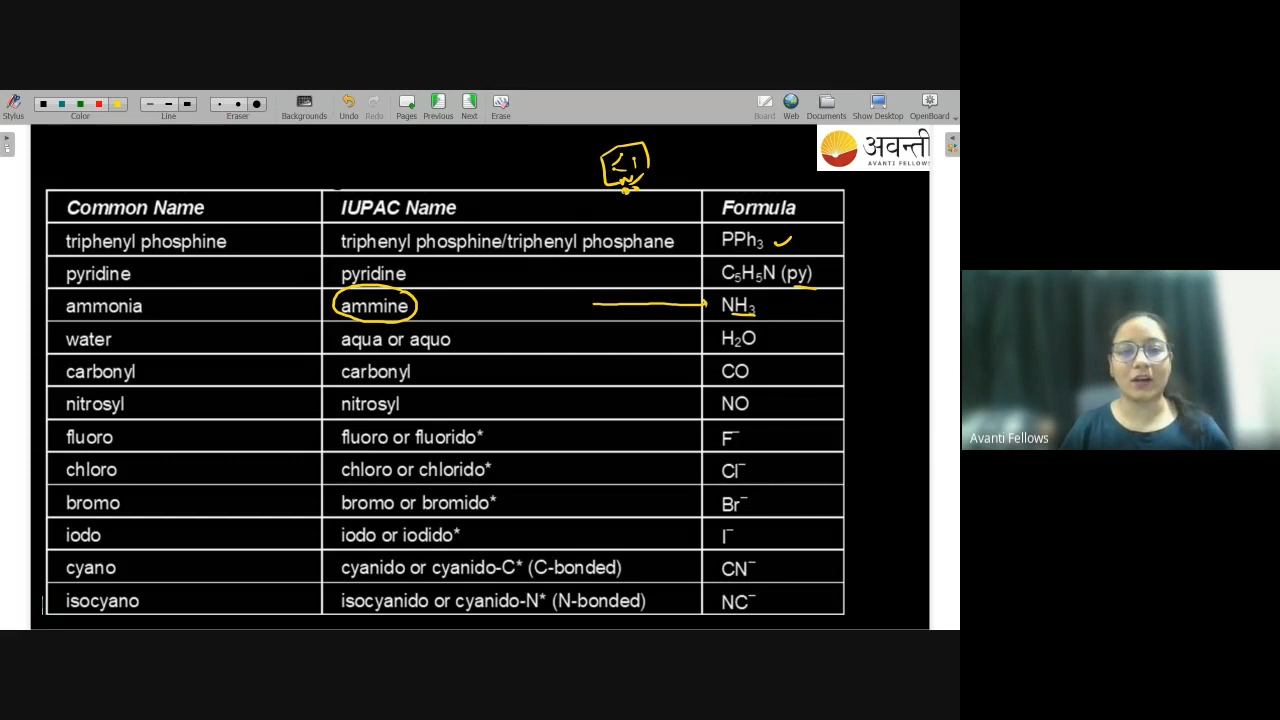 Stylus Color Line Eraser Backgrounds Undo Redo Pages Previous Next Erase Board Web Documents Show Desktop OpenBoard
अवन्ती
AVANTI FELLOWS
N
Common Name IUPAC Name Formula
triphenyl phosphine triphenyl phosphine/triphenyl phosphane PPh₃
pyridine pyridine C₅H₅N (py)
ammonia ammine NH₃
water aqua or aquo H₂O
carbonyl carbonyl CO
nitrosyl nitrosyl NO
fluoro fluoro or fluorido* F⁻
chloro chloro or chlorido* Cl⁻
bromo bromo or bromido* Br⁻
iodo iodo or iodido* I⁻
cyano cyanido or cyanido-C* (C-bonded) CN⁻
isocyano isocyanido or cyanido-N* (N-bonded) NC⁻
Avanti Fellows